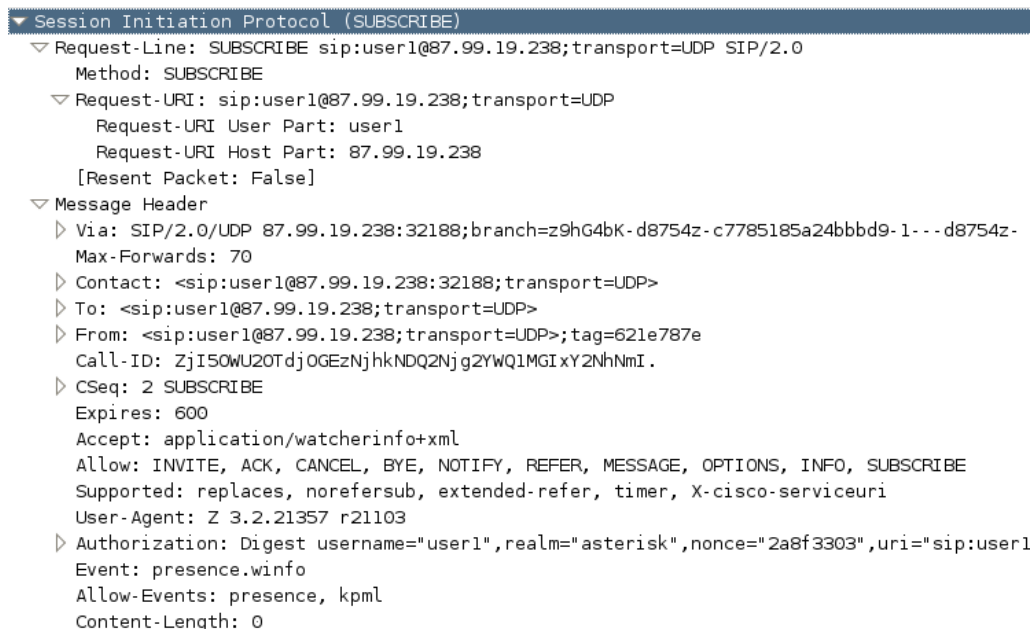 Session Initiation Protocol (SUBSCRIBE)
Request-Line: SUBSCRIBE sip:user1@87.99.19.238;transport=UDP SIP/2.0
Method: SUBSCRIBE
Request-URI: sip:user1@87.99.19.238;transport=UDP
Request-URI User Part: user1
Request-URI Host Part: 87.99.19.238
[Resent Packet: False]
Message Header
Via: SIP/2.0/UDP 87.99.19.238:32188;branch=z9hG4bK-d8754z-c7785185a24bbbd9-1---d8754z-
Max-Forwards: 70
Contact: <sip:user1@87.99.19.238:32188;transport=UDP>
To: <sip:user1@87.99.19.238;transport=UDP>
From: <sip:user1@87.99.19.238;transport=UDP>;tag=621e787e
Call-ID: ZjI5OWU2OTdjOGEzNjhkNDQ2Njg2YWQ1MGIxY2NhNmI.
CSeq: 2 SUBSCRIBE
Expires: 600
Accept: application/watcherinfo+xml
Allow: INVITE, ACK, CANCEL, BYE, NOTIFY, REFER, MESSAGE, OPTIONS, INFO, SUBSCRIBE
Supported: replaces, norefersub, extended-refer, timer, X-cisco-serviceuri
User-Agent: Z 3.2.21357 r21103
Authorization: Digest username="user1",realm="asterisk",nonce="2a8f3303",uri="sip:user1
Event: presence.winfo
Allow-Events: presence, kpml
Content-Length: 0